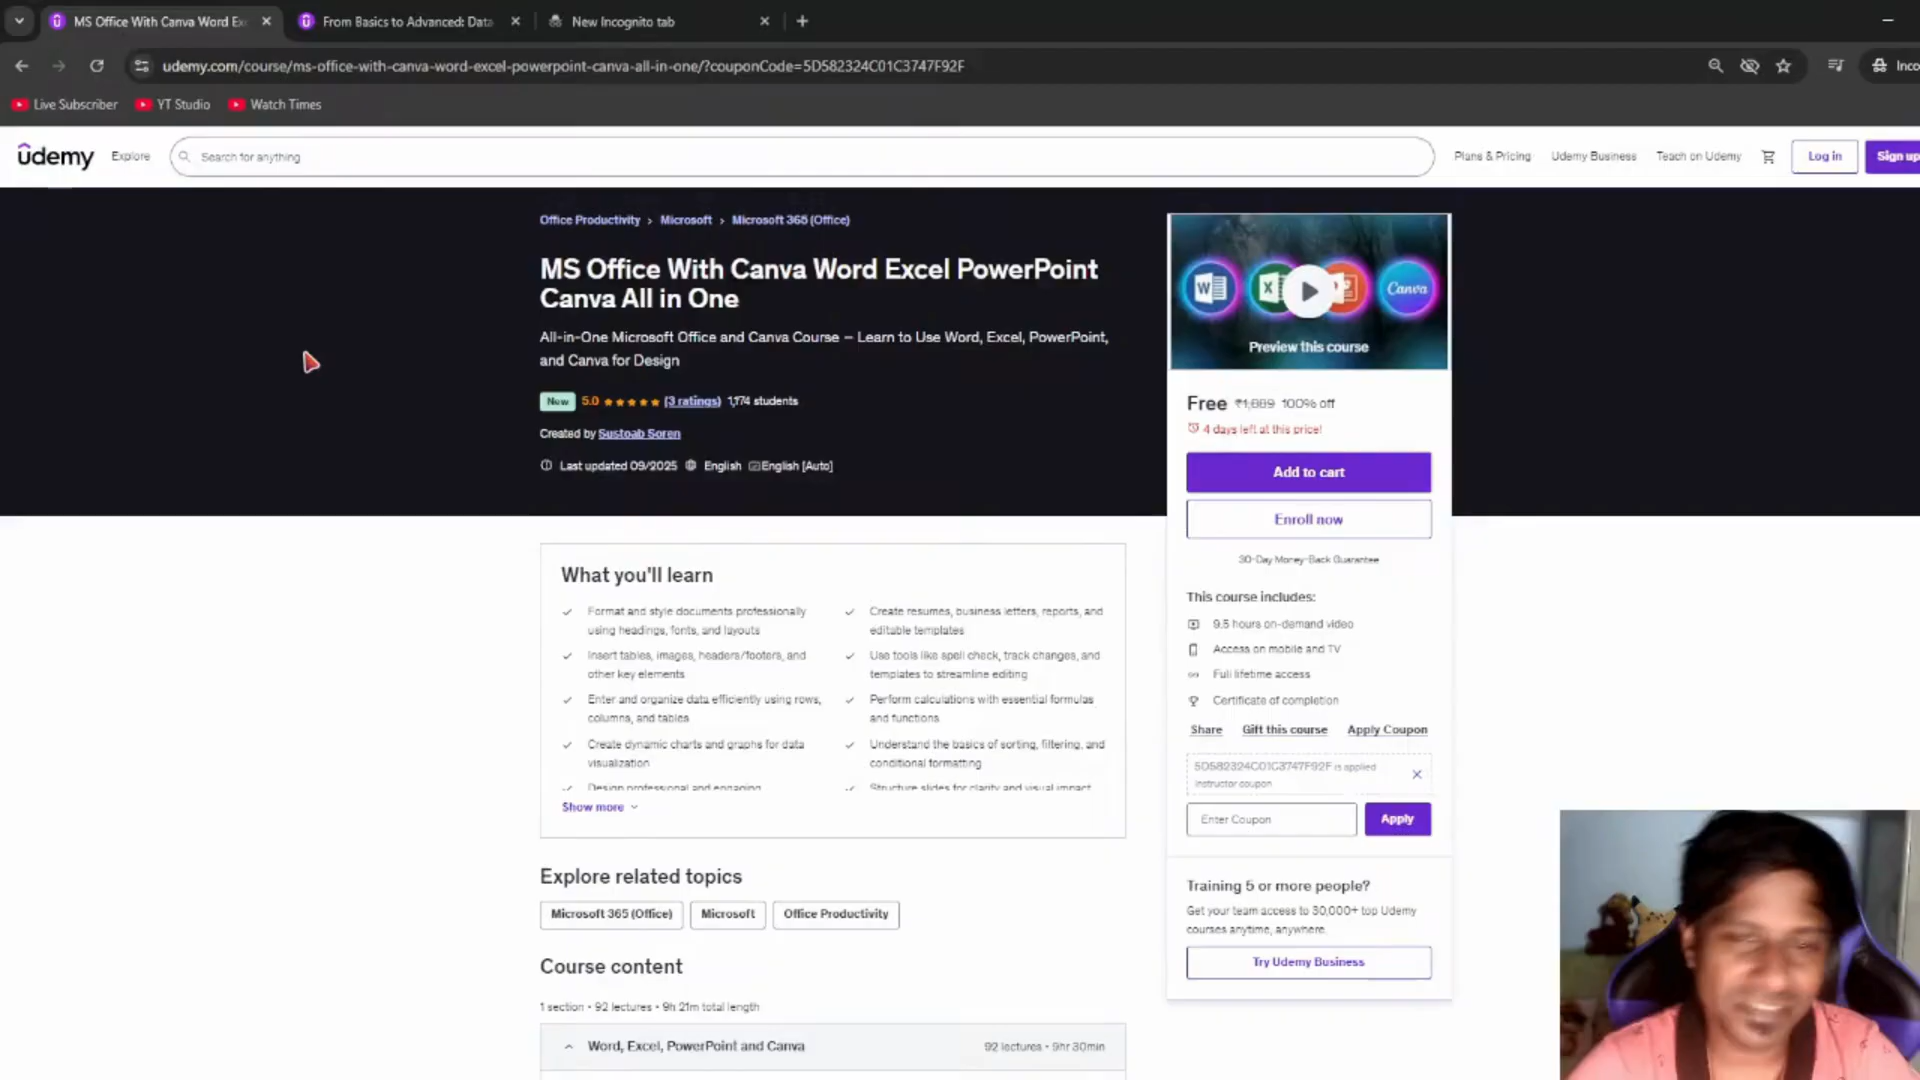 MS Office With Canva Word Exc
From Basics to Advanced: Data
New Incognito tab
udemy.com/course/ms-office-with-canva-word-excel-powerpoint-canva-all-in-one/?couponCode=5D582324C01C3747F92F
Inco
Live Subscriber
YT Studio
Watch Times
udemy
Explore
Search for anything
Plans & Pricing
Udemy Business
Teach on Udemy
Log in
Sign up
Office Productivity > Microsoft > Microsoft 365 (Office)
MS Office With Canva Word Excel PowerPoint
Canva All in One
All-in-One Microsoft Office and Canva Course – Learn to Use Word, Excel, PowerPoint,
and Canva for Design
New 5.0 (3 ratings) 1,174 students
Created by Sustoab Soren
Last updated 09/2025 English English [Auto]
W X P Canva
Preview this course
Free ₹1,889 100% off
4 days left at this price!
Add to cart
Enroll now
30-Day Money-Back Guarantee
This course includes:
9.5 hours on-demand video
Access on mobile and TV
Full lifetime access
Certificate of completion
Share Gift this course Apply Coupon
5D582324C01C3747F92F is applied
Instructor coupon
Enter Coupon
Apply
Training 5 or more people?
Get your team access to 30,000+ top Udemy
courses anytime, anywhere.
Try Udemy Business
What you'll learn
Format and style documents professionally
using headings, fonts, and layouts
Insert tables, images, headers/footers, and
other key elements
Enter and organize data efficiently using rows,
columns, and tables
Create dynamic charts and graphs for data
visualization
Design professional and engaging
Create resumes, business letters, reports, and
editable templates
Use tools like spell check, track changes, and
templates to streamline editing
Perform calculations with essential formulas
and functions
Understand the basics of sorting, filtering, and
conditional formatting
Structure slides for clarity and visual impact
Show more
Explore related topics
Microsoft 365 (Office)
Microsoft
Office Productivity
Course content
1 section • 92 lectures • 9h 21m total length
Word, Excel, PowerPoint and Canva
92 lectures • 9hr 30min